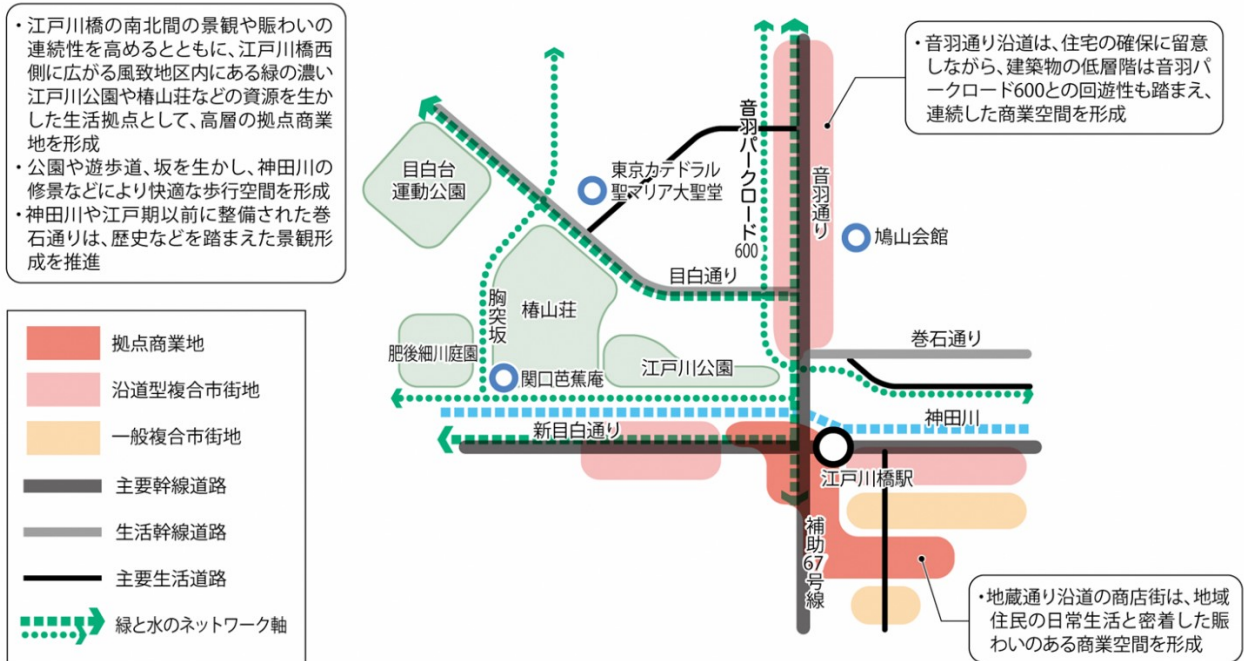 ・江戸川橋の南北間の景観や賑わいの
連続性を高めるとともに、江戸川橋西
側に広がる風致地区内にある緑の濃い
江戸川公園や椿山荘などの資源を生か
した生活拠点として、高層の拠点商業
地を形成
・公園や遊歩道、坂を生かし、神田川の
修景などにより快適な歩行空間を形成
・神田川や江戸期以前に整備された巻
石通りは、歴史などを踏まえた景観形
成を推進
・音羽通り沿道は、住宅の確保に留意
しながら、建築物の低層階は音羽パ
ークロード600との回遊性も踏まえ、
連続した商業空間を形成
目白台
運動公園
東京カテドラル
聖マリア大聖堂
音羽パークロード600
音羽通り
鳩山会館
目白通り
胸突坂
椿山荘
肥後細川庭園
関口芭蕉庵
江戸川公園
巻石通り
神田川
新目白通り
江戸川橋駅
補助67号線
・地蔵通り沿道の商店街は、地域
住民の日常生活と密着した賑
わいのある商業空間を形成
拠点商業地
沿道型複合市街地
一般複合市街地
主要幹線道路
生活幹線道路
主要生活道路
緑と水のネットワーク軸